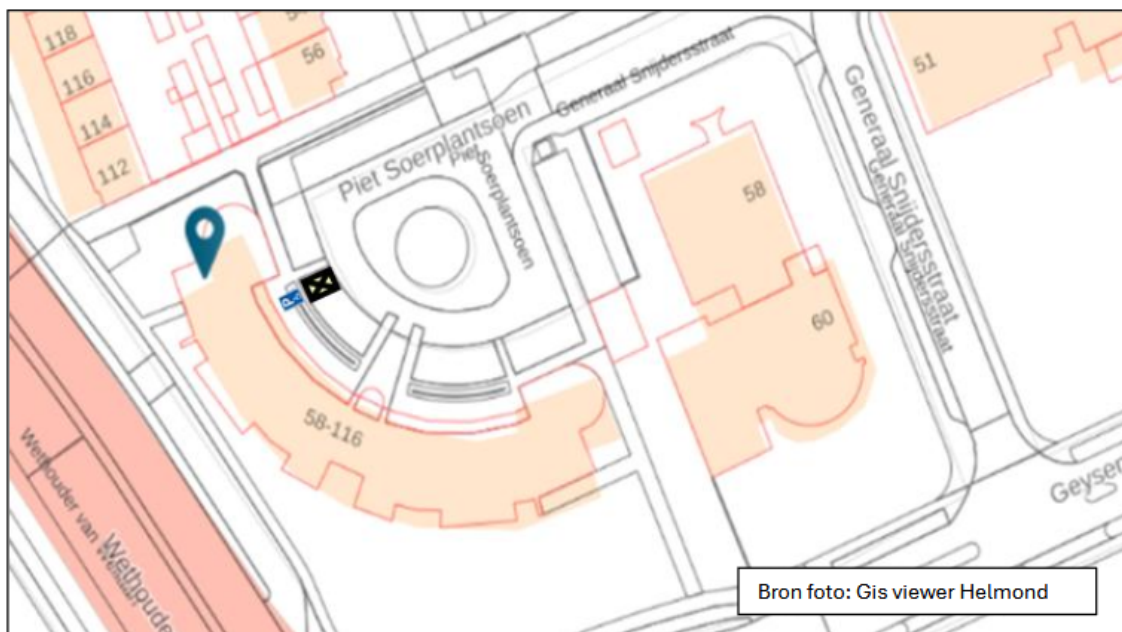 118
116
114
112
56
51
Generaal Snijdersstraat
Piet Soerplantsoen
Piet Soerplantsoen
Generaal Snijdersstraat
Generaal Snijdersstraat
58
60
P
58-116
Wethouder van
Wethoude
Geysen
Bron foto: Gis viewer Helmond